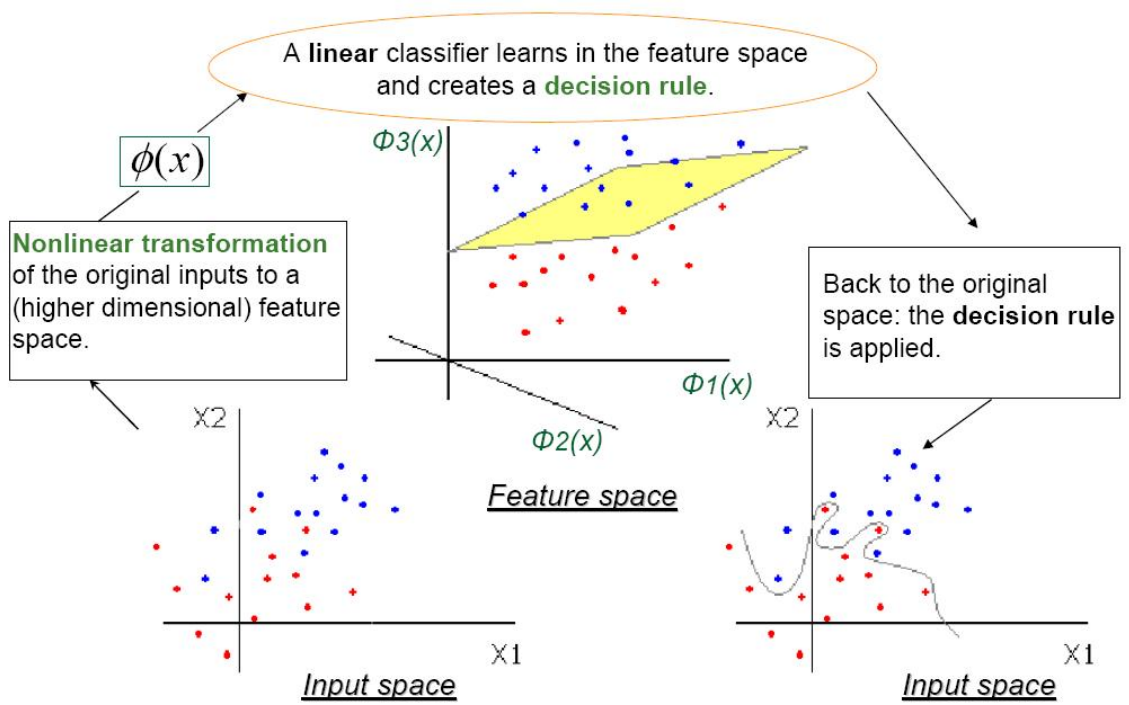 A linear classifier learns in the feature space
and creates a decision rule.
ϕ(x)
Nonlinear transformation
of the original inputs to a
(higher dimensional) feature
space.
Φ3(x)
Φ1(x)
Φ2(x)
Feature space
Back to the original
space: the decision rule
is applied.
X2
X1
Input space
X2
X1
Input space